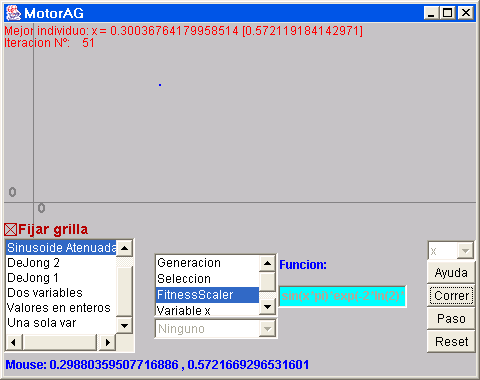 MotorAG
Mejor individuo: x = 0.30036764179958514 [0.572119184142971]
Iteracion Nº: 51
0
0
Fijar grilla
Sinusoide Atenuada
DeJong 2
DeJong 1
Dos variables
Valores en enteros
Una sola var
Generacion
Seleccion
FitnessScaler
Variable x
Ninguno
Funcion:
sin(x*pi)*exp(-2*ln(2)
x
Ayuda
Correr
Paso
Reset
Mouse: 0.29880359507716886 , 0.5721669296531601